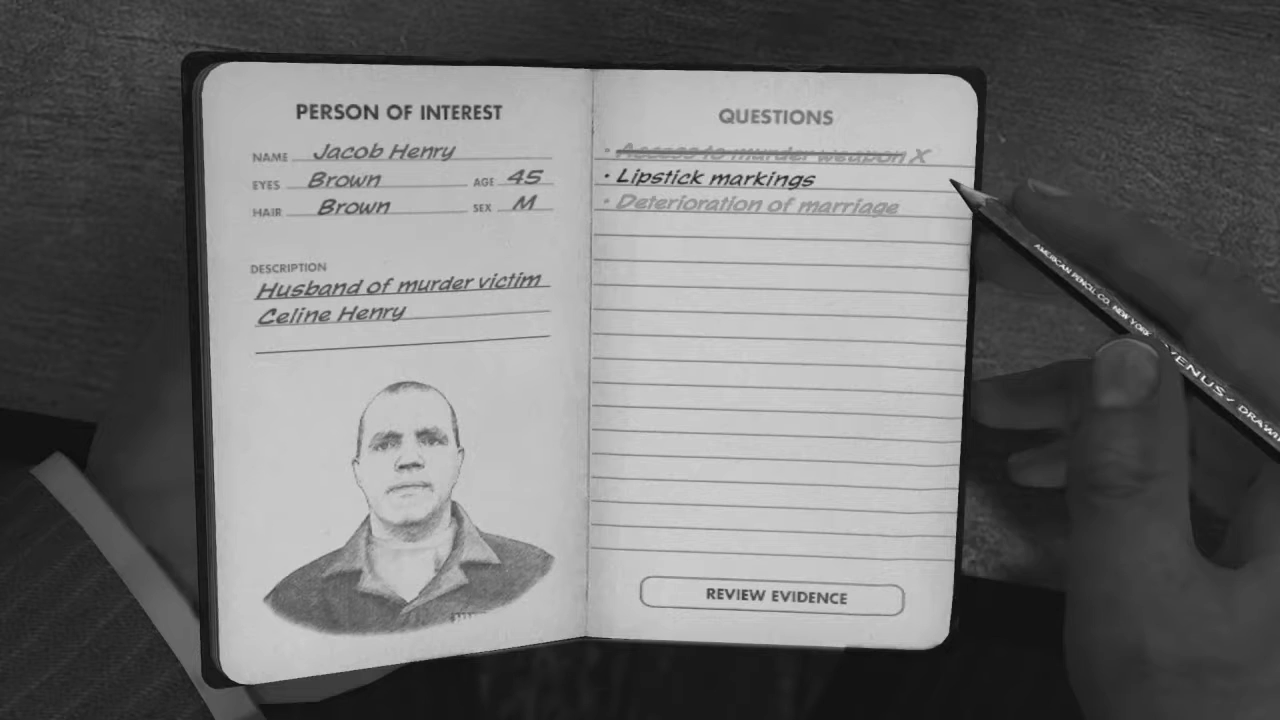 PERSON OF INTEREST
NAME Jacob Henry
EYES Brown AGE 45
HAIR Brown SEX M
DESCRIPTION
Husband of murder victim
Celine Henry
QUESTIONS
• Access to murder weapon X
• Lipstick markings
• Deterioration of marriage
REVIEW EVIDENCE
AMERICAN PENCIL CO. NEW YORK
VENUS DRAWI